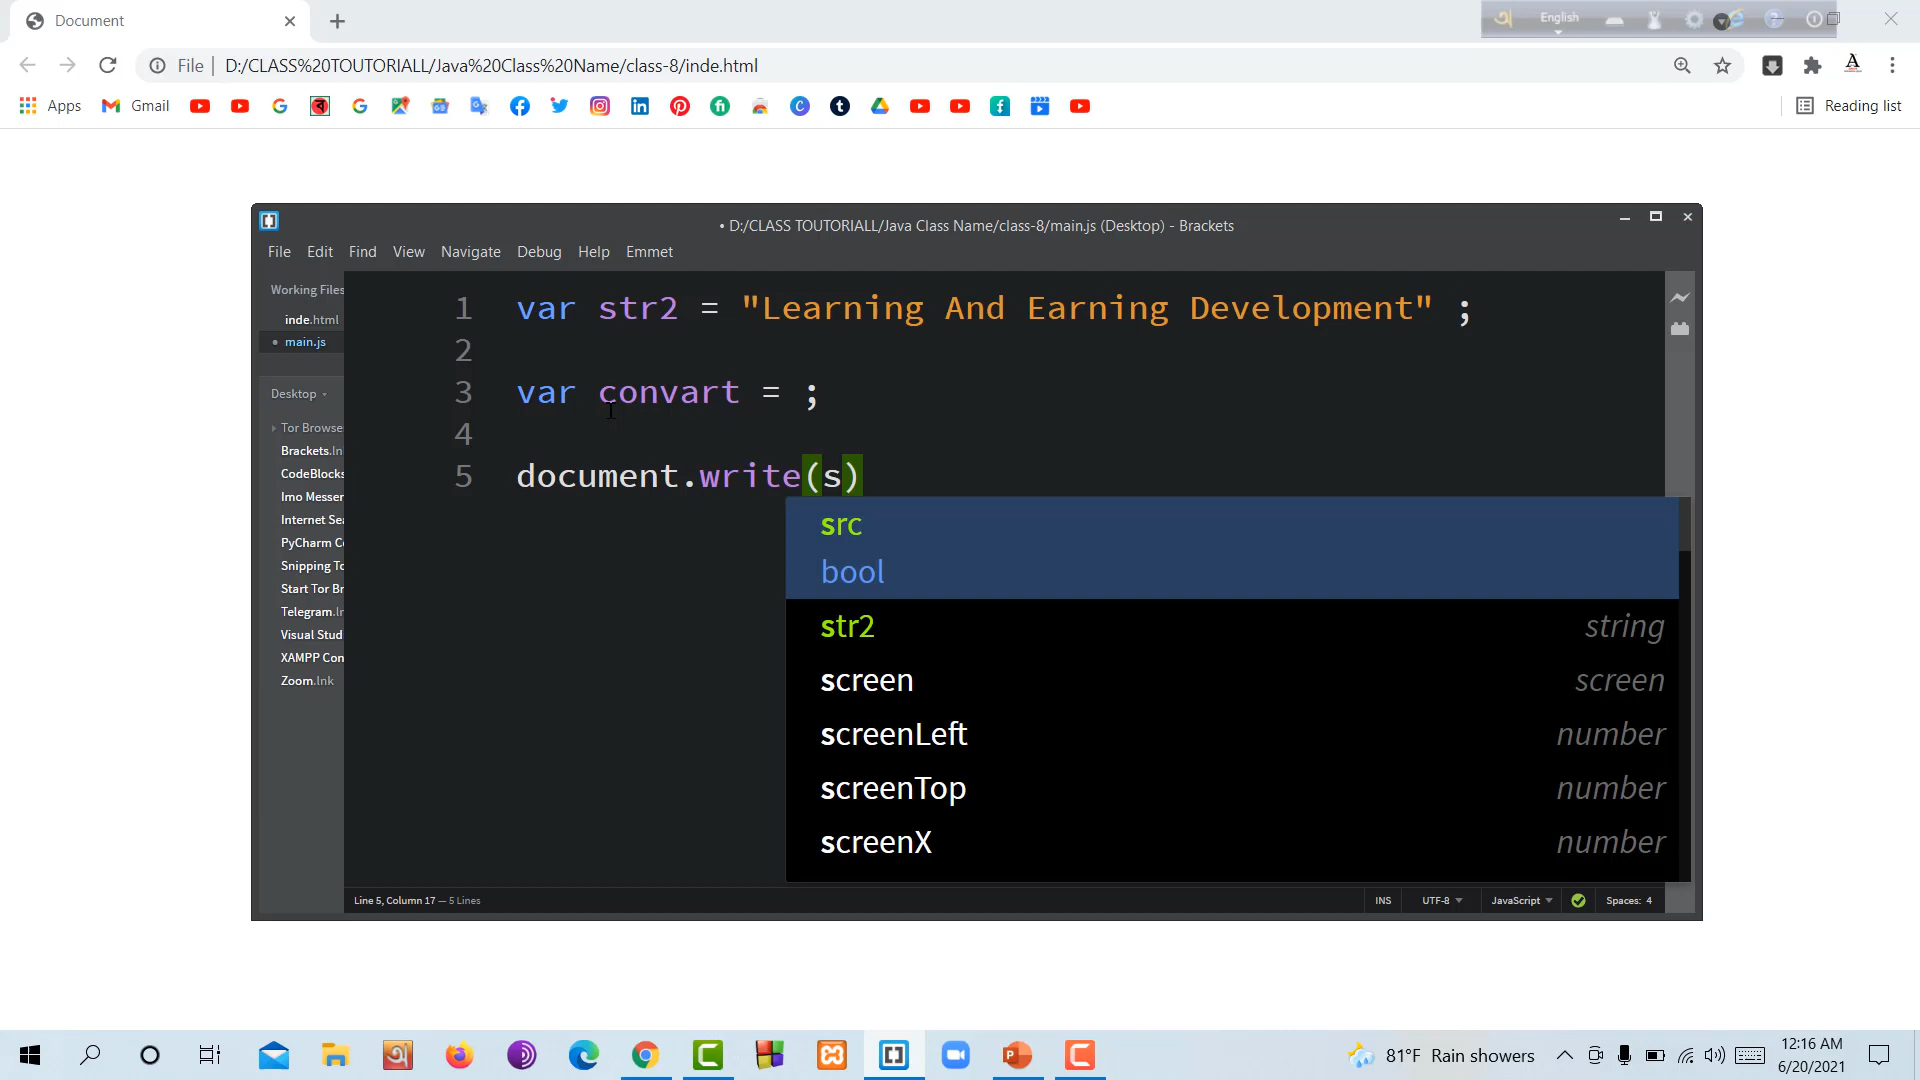 Document
English
File
D:/CLASS%20TOUTORIALL/Java%20Class%20Name/class-8/inde.html
Apps
Gmail
Reading list
• D:/CLASS TOUTORIALL/Java Class Name/class-8/main.js (Desktop) - Brackets
File Edit Find View Navigate Debug Help Emmet
Working Files
inde.html
• main.js
Desktop
Tor Browse
Brackets.ln
CodeBlocks
Imo Messen
Internet Sea
PyCharm C
Snipping To
Start Tor Br
Telegram.ln
Visual Studi
XAMPP Con
Zoom.lnk
1 var str2 = "Learning And Earning Development" ;
2
3 var convart = ;
4
5 document.write(s)
src
bool
str2 string
screen screen
screenLeft number
screenTop number
screenX number
Line 5, Column 17 — 5 Lines
INS UTF-8 JavaScript Spaces: 4
81°F Rain showers
12:16 AM
6/20/2021